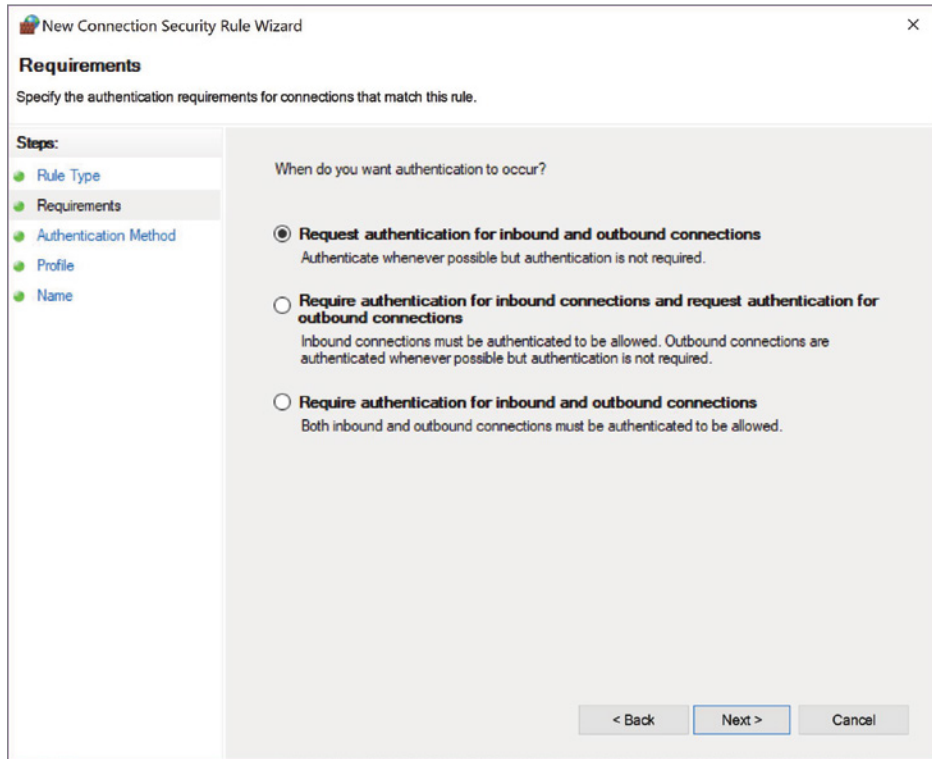 New Connection Security Rule Wizard
Requirements
Specify the authentication requirements for connections that match this rule.
Steps:
Rule Type
Requirements
Authentication Method
Profile
Name
When do you want authentication to occur?
Request authentication for inbound and outbound connections
Authenticate whenever possible but authentication is not required.
Require authentication for inbound connections and request authentication for
outbound connections
Inbound connections must be authenticated to be allowed. Outbound connections are
authenticated whenever possible but authentication is not required.
Require authentication for inbound and outbound connections
Both inbound and outbound connections must be authenticated to be allowed.
< Back
Next >
Cancel